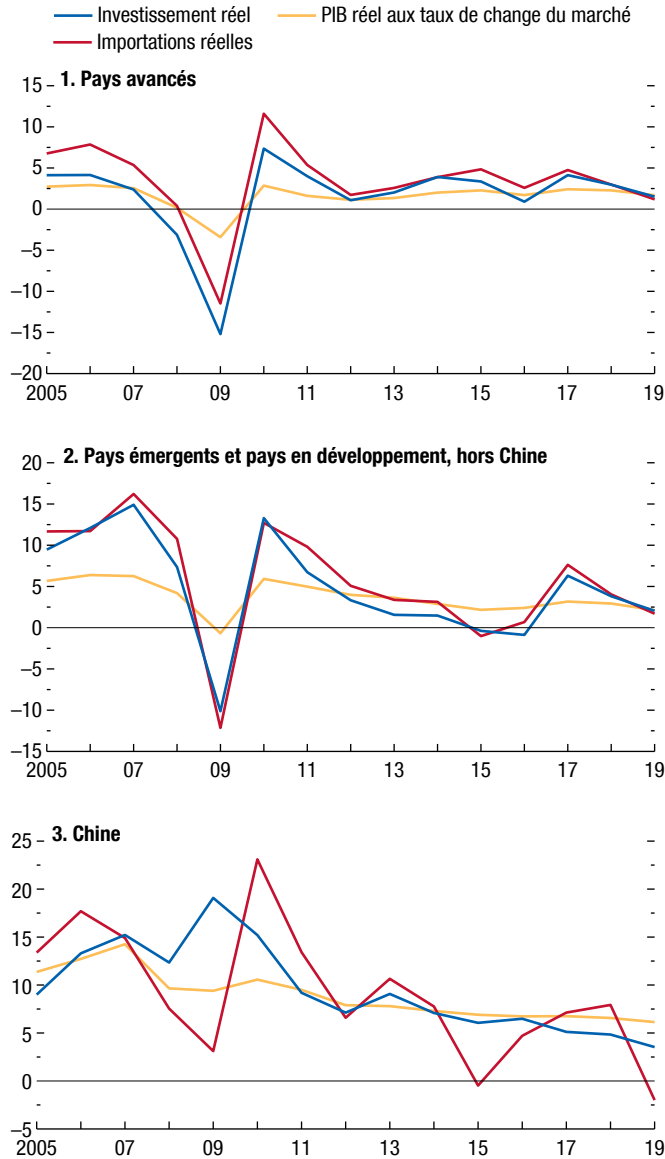 Investissement réel
PIB réel aux taux de change du marché
Importations réelles
1. Pays avancés
15
10
5
0
–5
–10
–15
–20
2005 07 09 11 13 15 17 19
2. Pays émergents et pays en développement, hors Chine
20
15
10
5
0
–5
–10
–15
2005 07 09 11 13 15 17 19
3. Chine
25
20
15
10
5
0
–5
2005 07 09 11 13 15 17 19